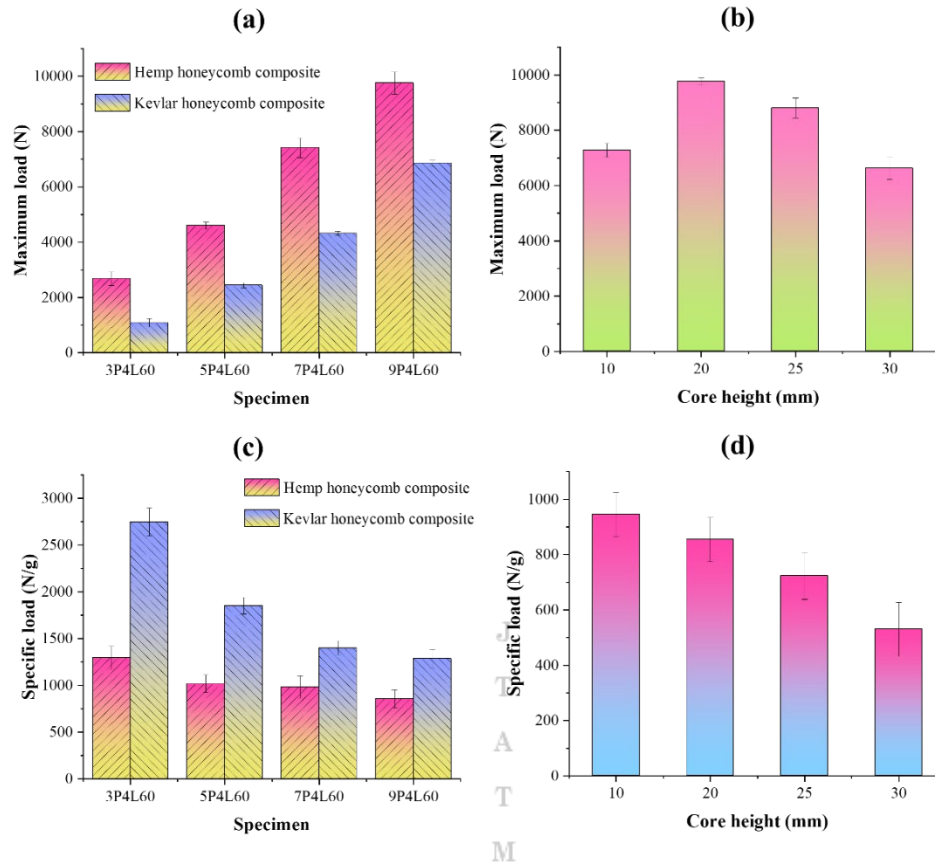 (a)
Hemp honeycomb composite
Kevlar honeycomb composite
10000
8000
6000
4000
2000
0
Maximum load (N)
3P4L60 5P4L60 7P4L60 9P4L60
Specimen
(b)
10000
8000
6000
4000
2000
0
Maximum load (N)
10 20 25 30
Core height (mm)
(c)
Hemp honeycomb composite
Kevlar honeycomb composite
3000
2500
2000
1500
1000
500
0
Specific load (N/g)
3P4L60 5P4L60 7P4L60 9P4L60
Specimen
(d)
1000
800
600
400
200
0
Specific load (N/g)
10 20 25 30
Core height (mm)
J
T
A
T
M